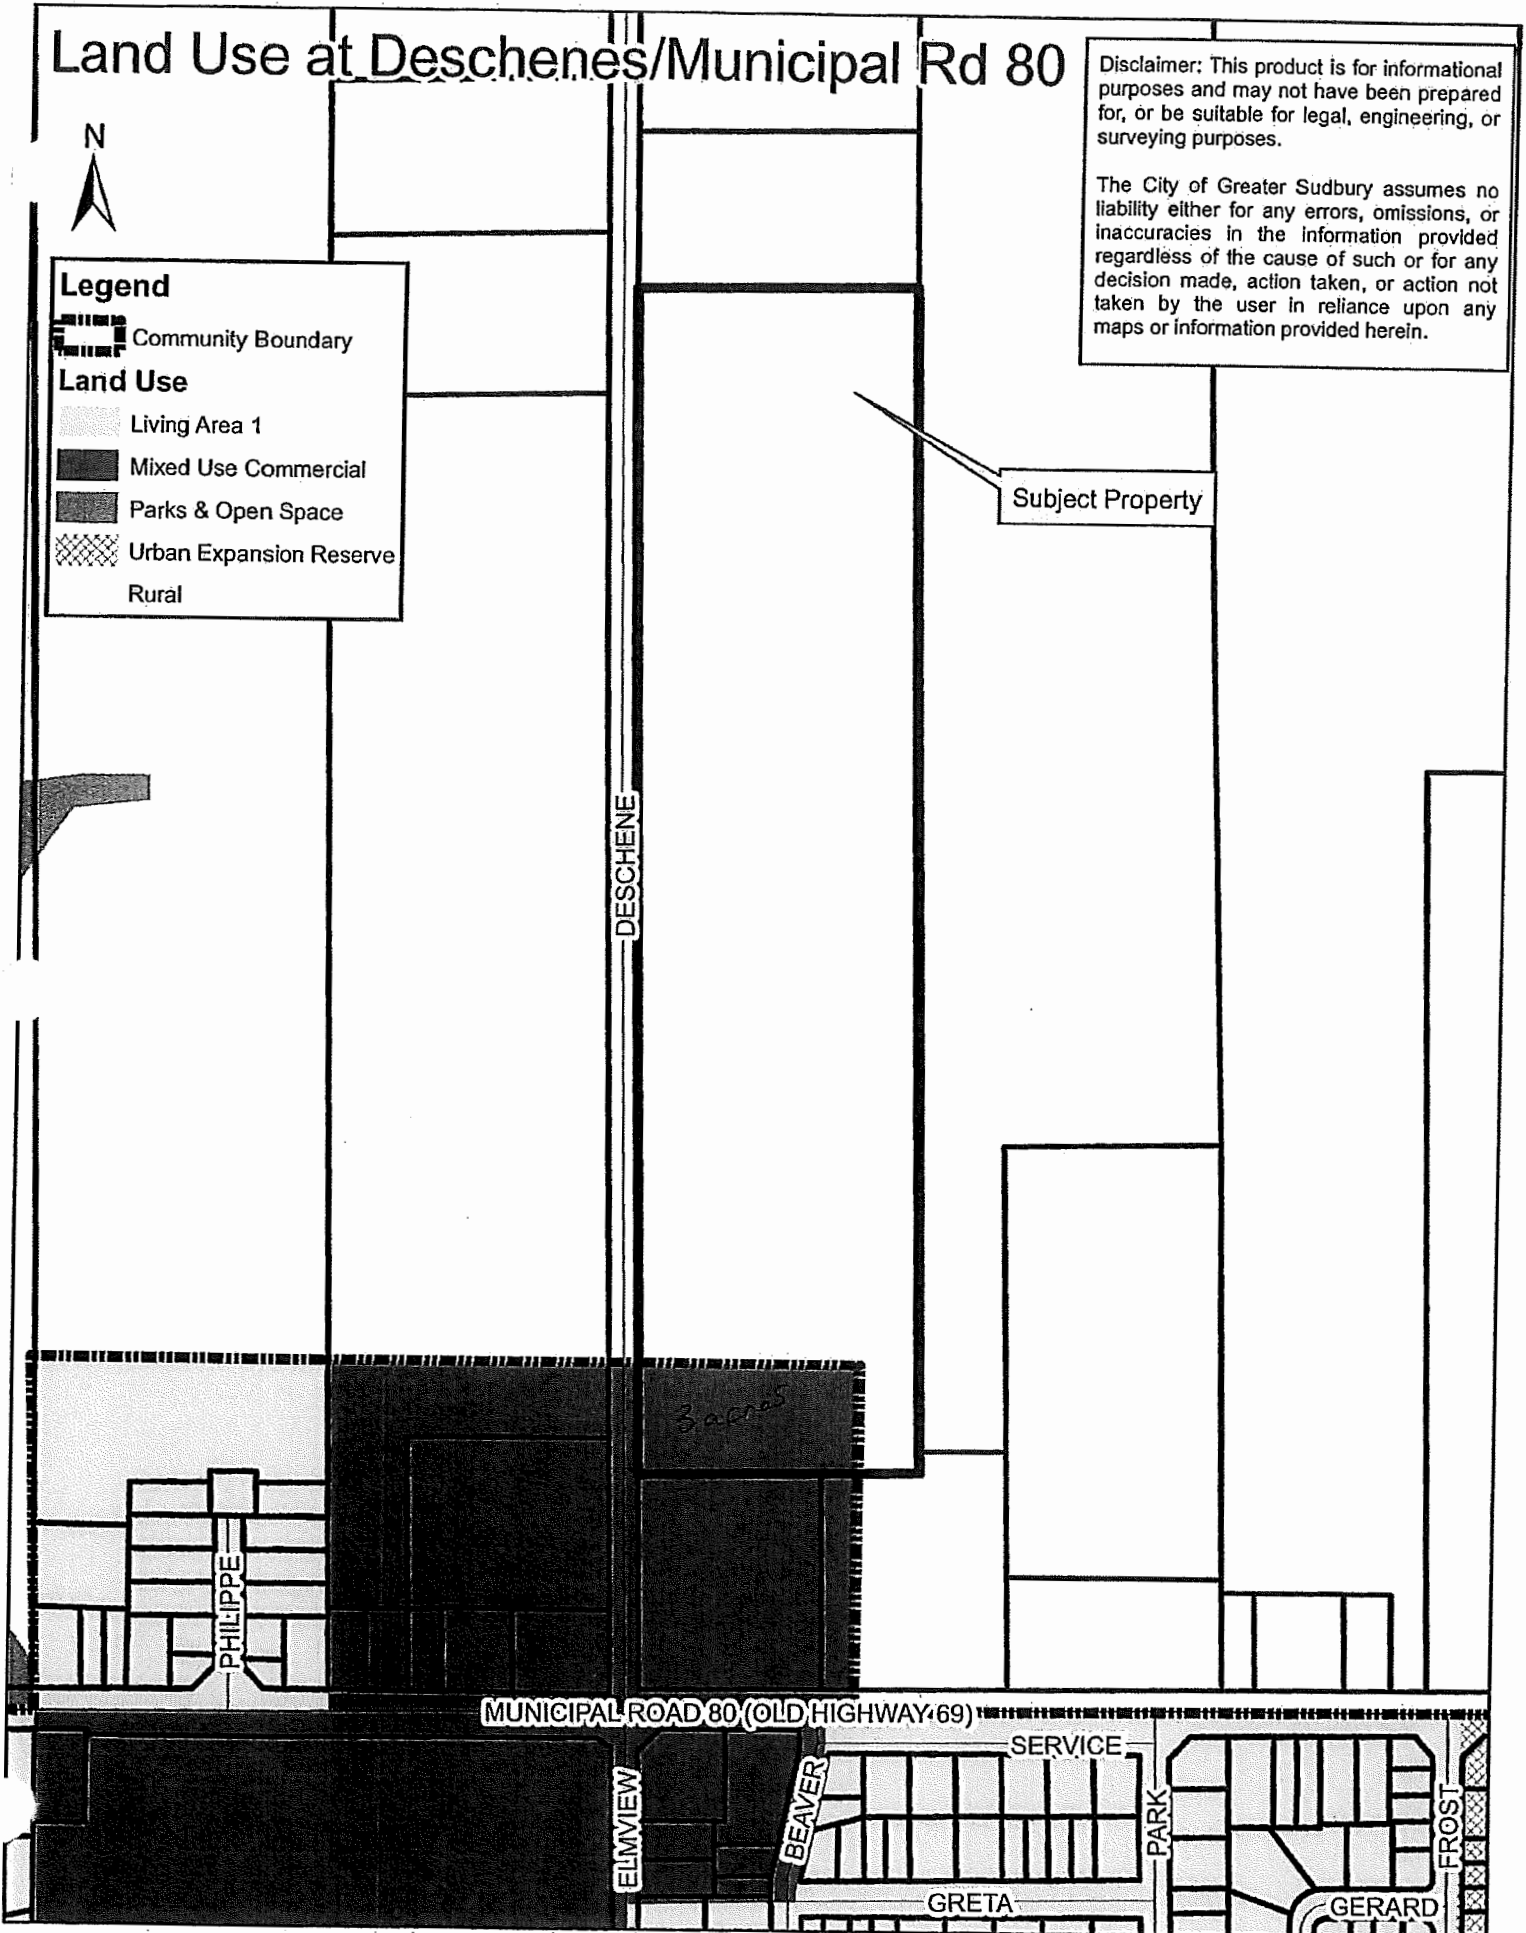 Land Use at Deschenes/Municipal Rd 80
Disclaimer: This product is for informational
purposes and may not have been prepared
for, or be suitable for legal, engineering, or
surveying purposes.
The City of Greater Sudbury assumes no
liability either for any errors, omissions, or
inaccuracies in the information provided
regardless of the cause of such or for any
decision made, action taken, or action not
taken by the user in reliance upon any
maps or information provided herein.
N
Legend
Community Boundary
Land Use
Living Area 1
Mixed Use Commercial
Parks & Open Space
Urban Expansion Reserve
Rural
Subject Property
DESCHENE
3 acres
PHILIPPE
MUNICIPAL ROAD 80 (OLD HIGHWAY 69)
SERVICE
ELMVIEW
BEAVER
PARK
FROST
GRETA
GERARD